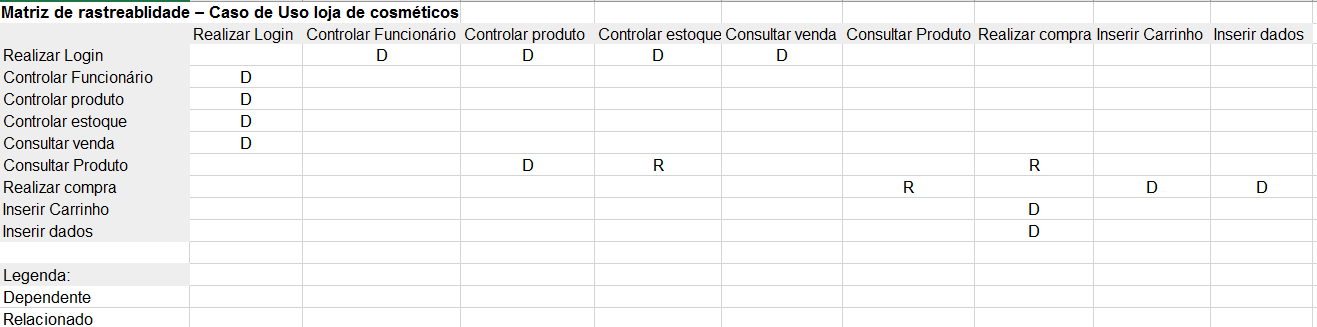 Matriz de rastreablidade – Caso de Uso loja de cosméticos
Realizar Login Controlar Funcionário Controlar produto Controlar estoque Consultar venda Consultar Produto Realizar compra Inserir Carrinho Inserir dados
Realizar Login D D D D
Controlar Funcionário D
Controlar produto D
Controlar estoque D
Consultar venda D
Consultar Produto D R R
Realizar compra R D D
Inserir Carrinho D
Inserir dados D
Legenda:
Dependente
Relacionado